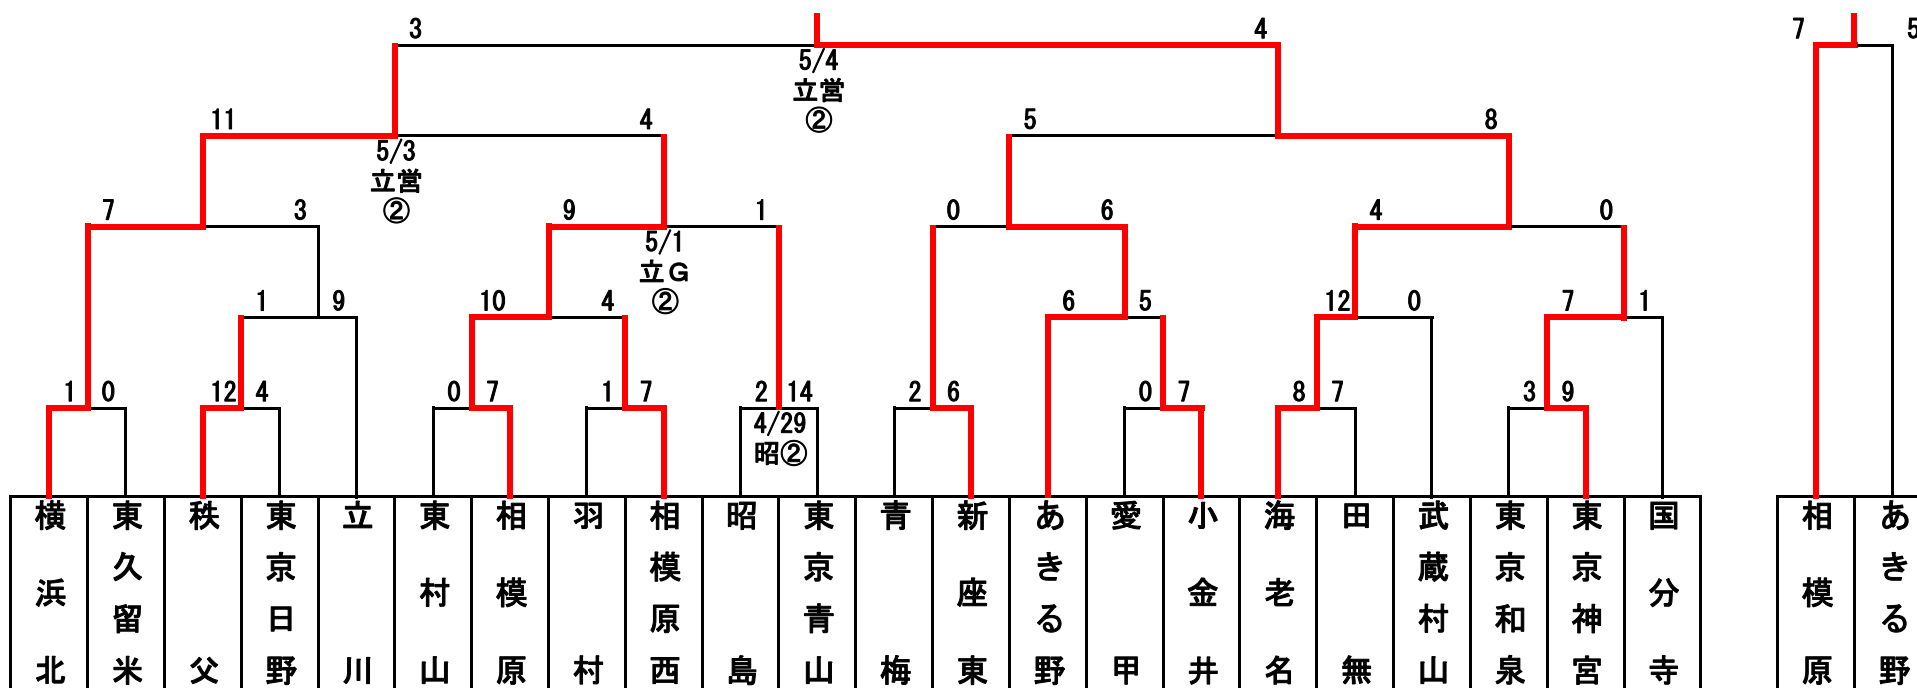 3 4 7 5
5/4
立営
②
11 4 5 8
5/3
立営
②
7 3 9 1 0 6 4 0
5/1
立G
②
1 9 10 4 6 5 12 0 7 1
1 0 12 4 0 7 1 7 2 14 2 6 0 7 8 7 3 9
4/29
昭②
横浜北
東久留米
秩父
東京日野
立川
東村山
相模原
羽村
相模原西
昭島
東京青山
青梅
新座東
あきる野
愛甲
小金井
海老名
田無
武蔵村山
東京和泉
東京神宮
国分寺
相模原
あきる野